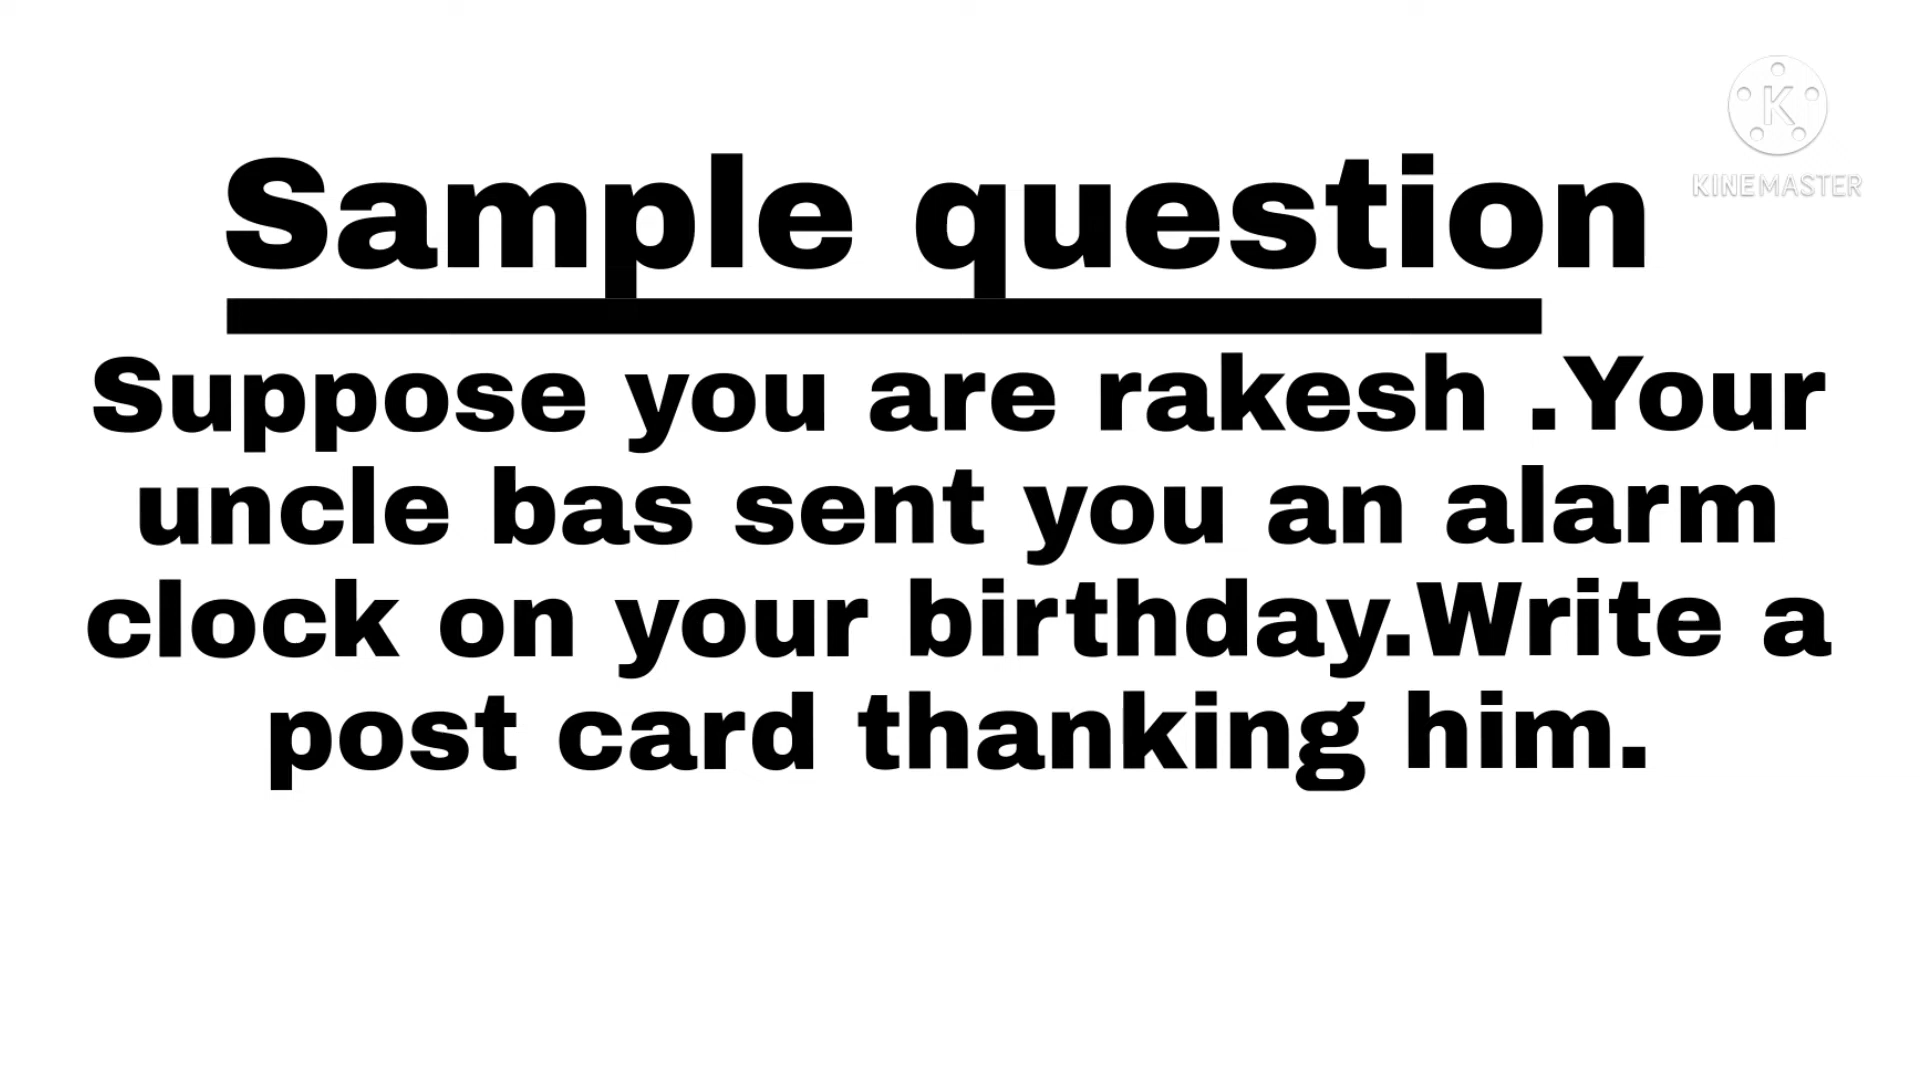 Sample question
Suppose you are rakesh .Your
uncle bas sent you an alarm
clock on your birthday.Write a
post card thanking him.
K
KINEMASTER